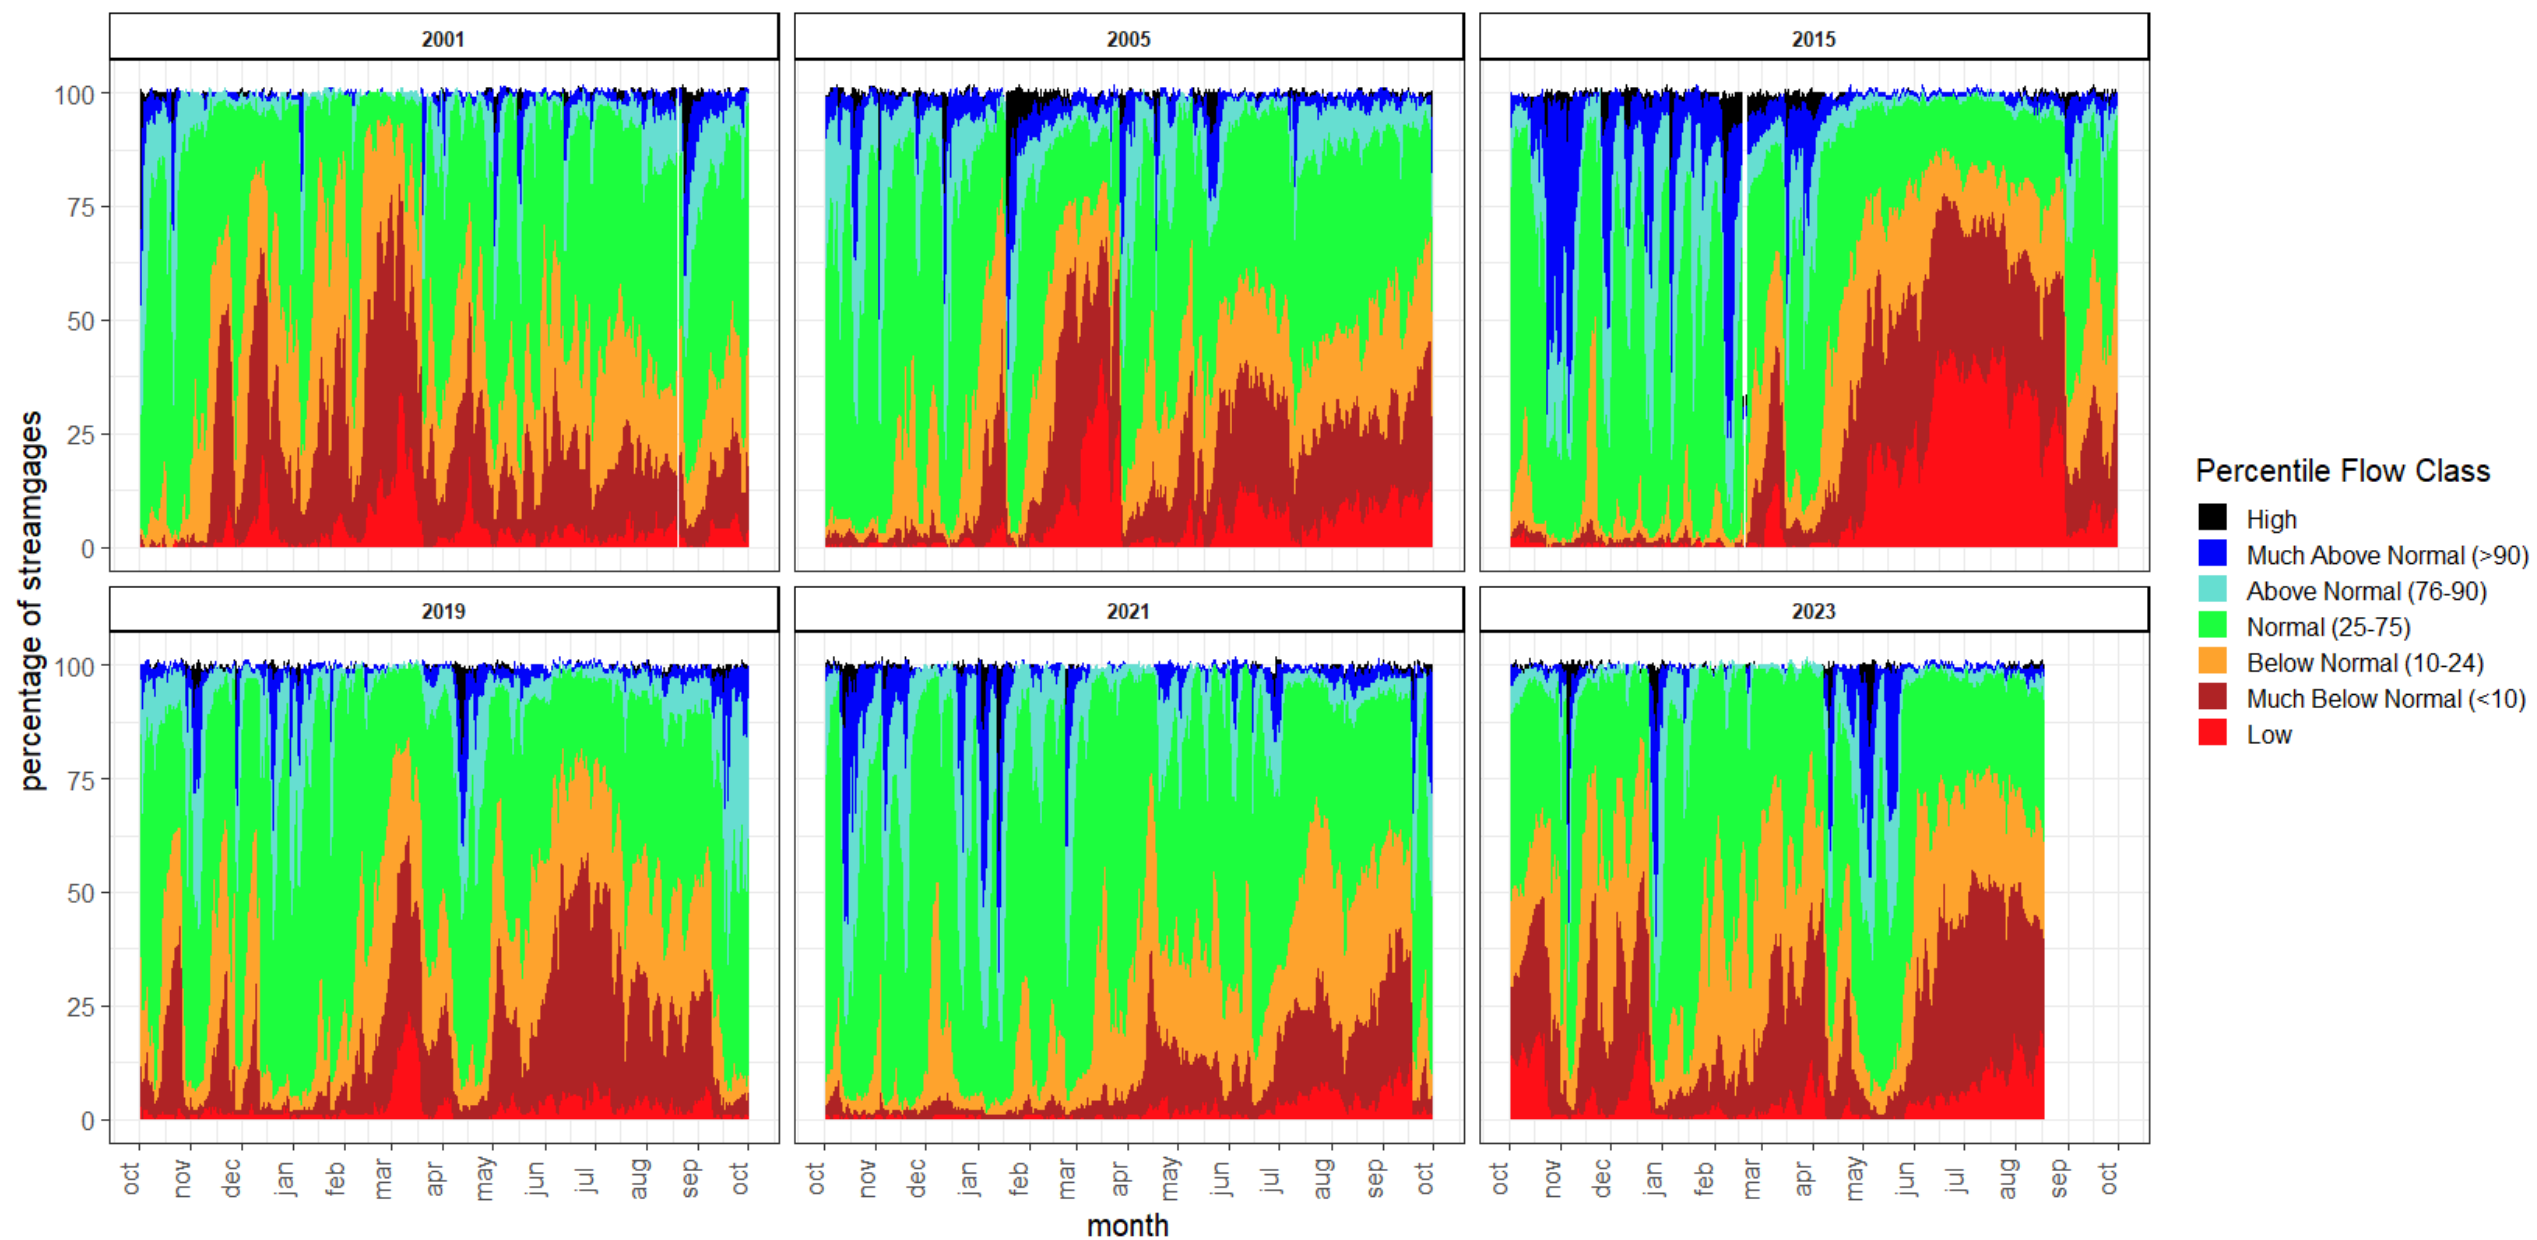 2001
2005
2015
100
75
50
25
0
2019
2021
2023
100
75
50
25
0
percentage of streamgages
oct nov dec jan feb mar apr may jun jul aug sep oct
oct nov dec jan feb mar apr may jun jul aug sep oct
oct nov dec jan feb mar apr may jun jul aug sep oct
month
Percentile Flow Class
High
Much Above Normal (>90)
Above Normal (76-90)
Normal (25-75)
Below Normal (10-24)
Much Below Normal (<10)
Low